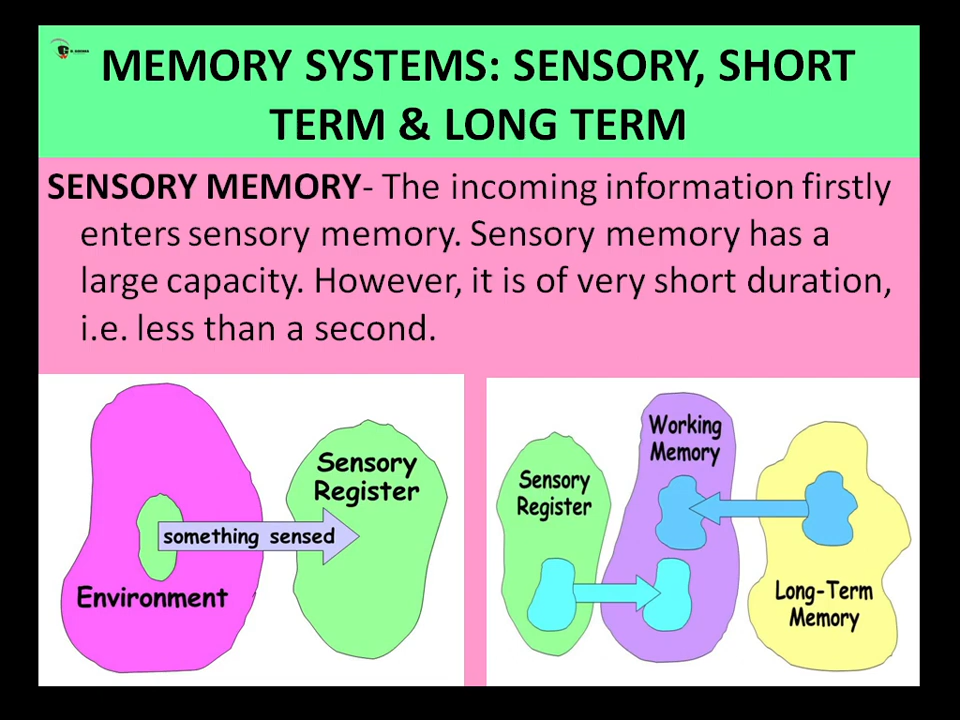 MEMORY SYSTEMS: SENSORY, SHORT
TERM & LONG TERM
SENSORY MEMORY- The incoming information firstly
enters sensory memory. Sensory memory has a
large capacity. However, it is of very short duration,
i.e. less than a second.
Sensory
Register
something sensed
Environment
Working
Memory
Sensory
Register
Long-Term
Memory